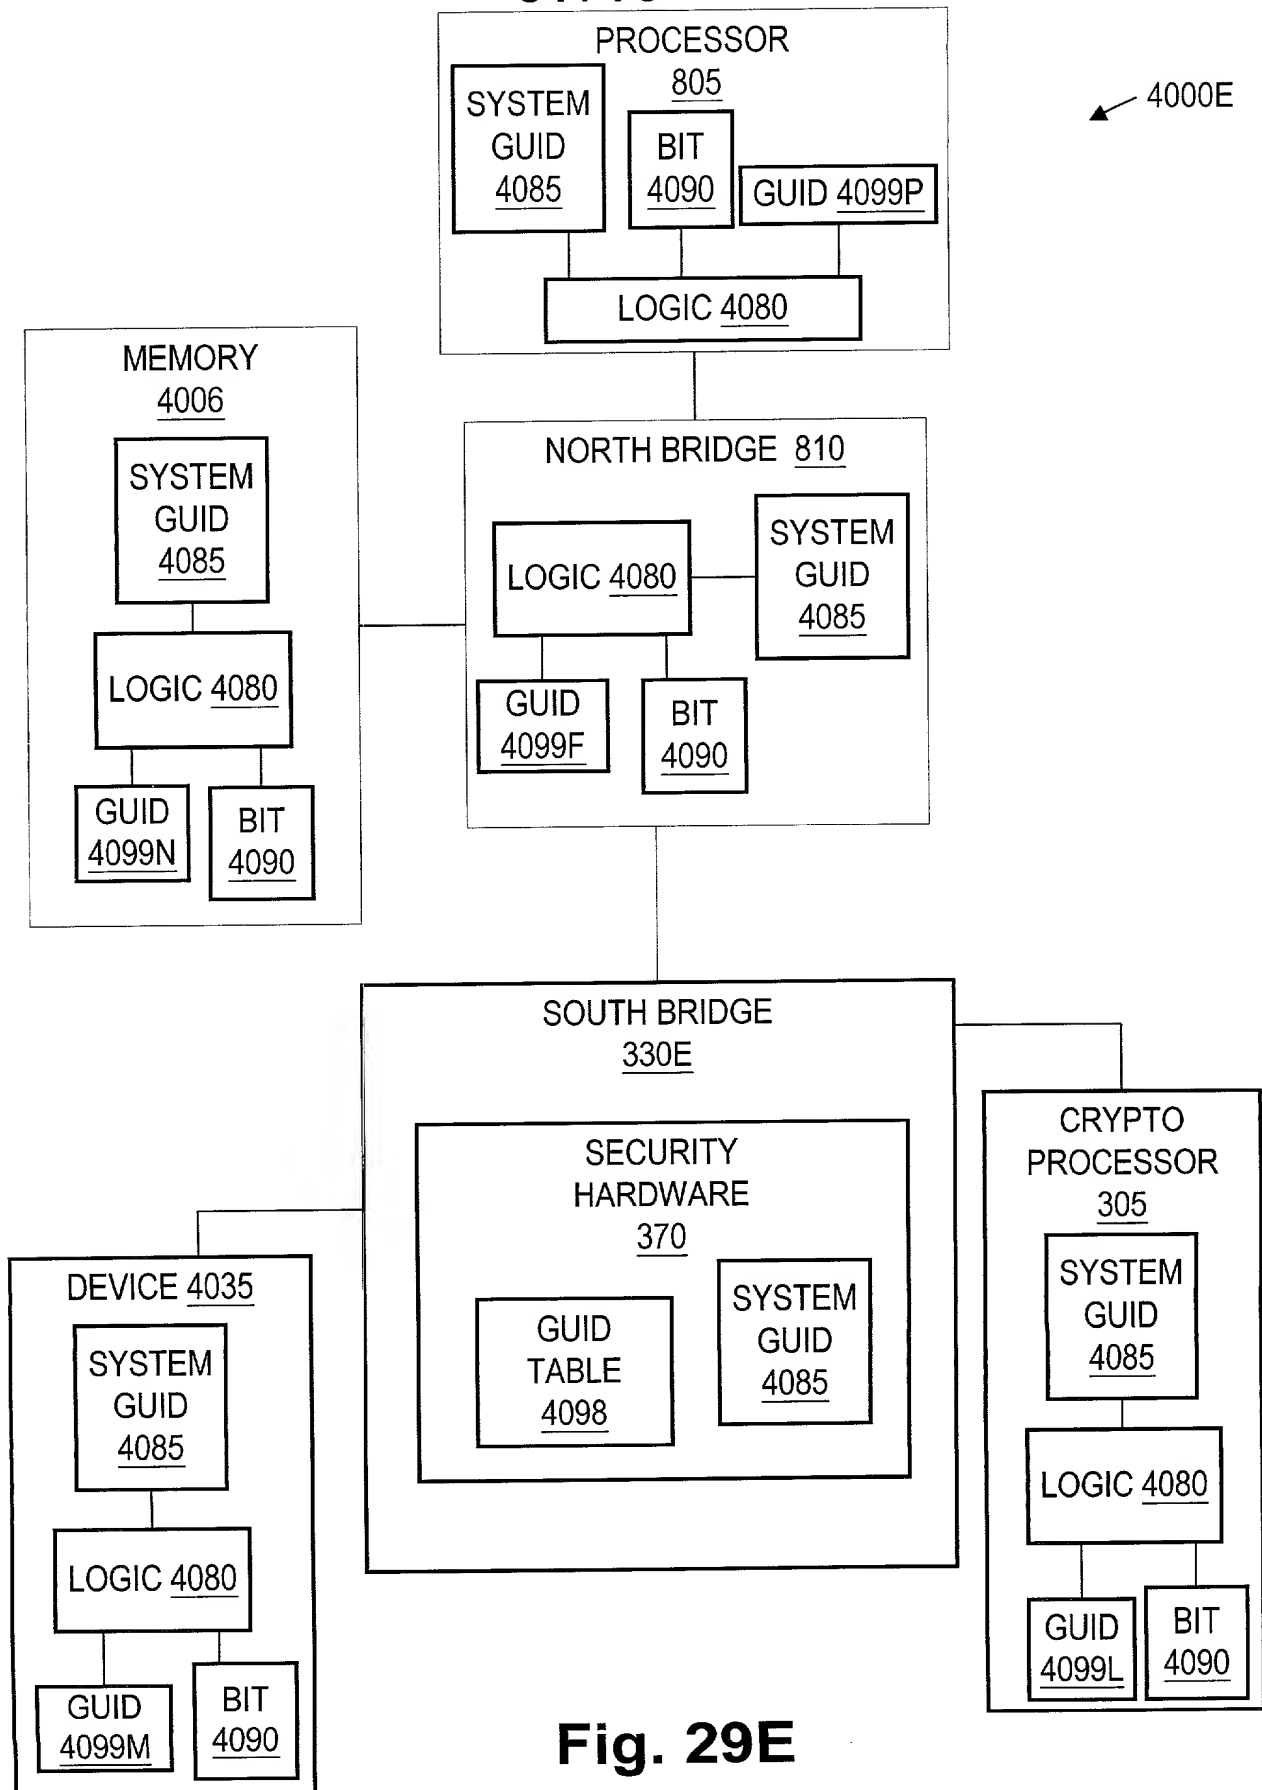 PROCESSOR
805
SYSTEM
GUID
4085
BIT
4090
GUID 4099P
LOGIC 4080
4000E
MEMORY
4006
SYSTEM
GUID
4085
LOGIC 4080
GUID
4099N
BIT
4090
NORTH BRIDGE 810
LOGIC 4080
SYSTEM
GUID
4085
GUID
4099F
BIT
4090
SOUTH BRIDGE
330E
SECURITY
HARDWARE
370
GUID
TABLE
4098
SYSTEM
GUID
4085
CRYPTO
PROCESSOR
305
SYSTEM
GUID
4085
LOGIC 4080
GUID
4099L
BIT
4090
DEVICE 4035
SYSTEM
GUID
4085
LOGIC 4080
GUID
4099M
BIT
4090
Fig. 29E